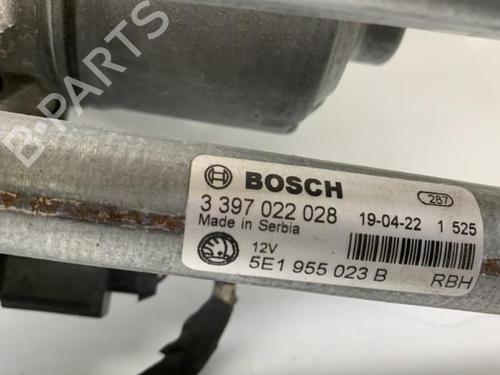 B-PARTS
BOSCH 287
3 397 022 028 19-04-22 1 525
Made in Serbia
12V
5E1 955 023 B RBH